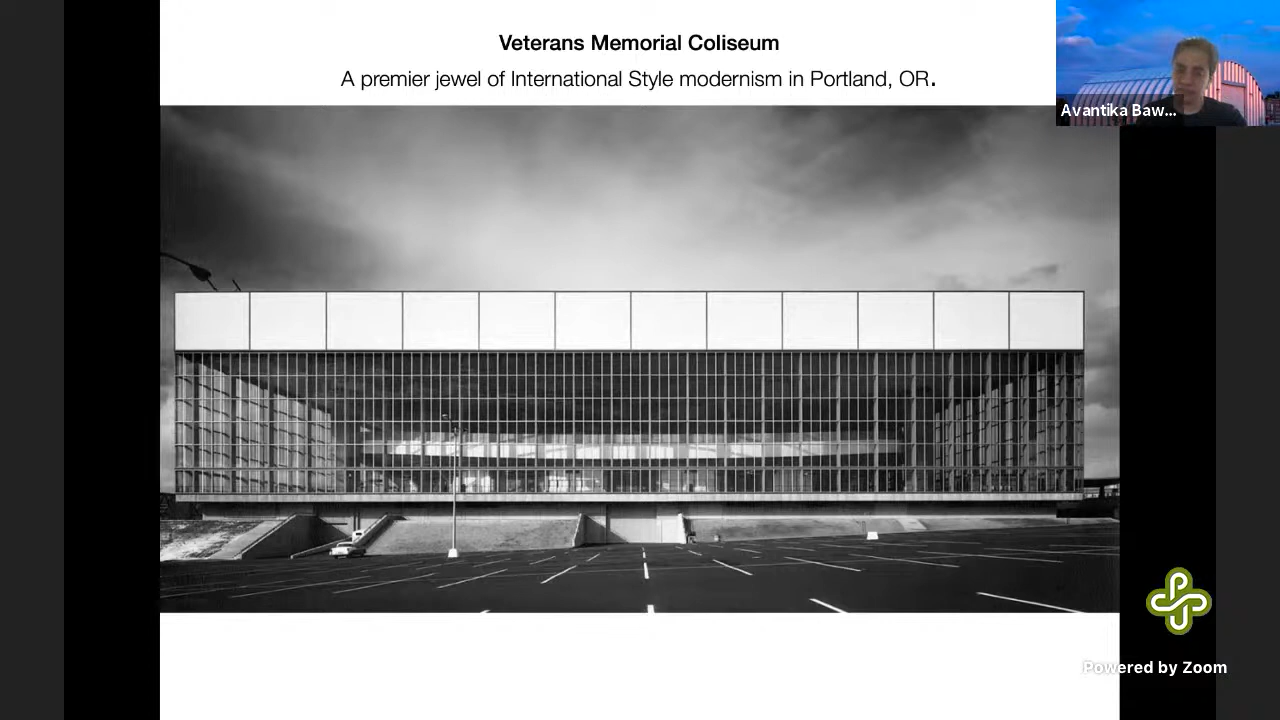 Veterans Memorial Coliseum
A premier jewel of International Style modernism in Portland, OR.
Avantika Baw...
Powered by Zoom